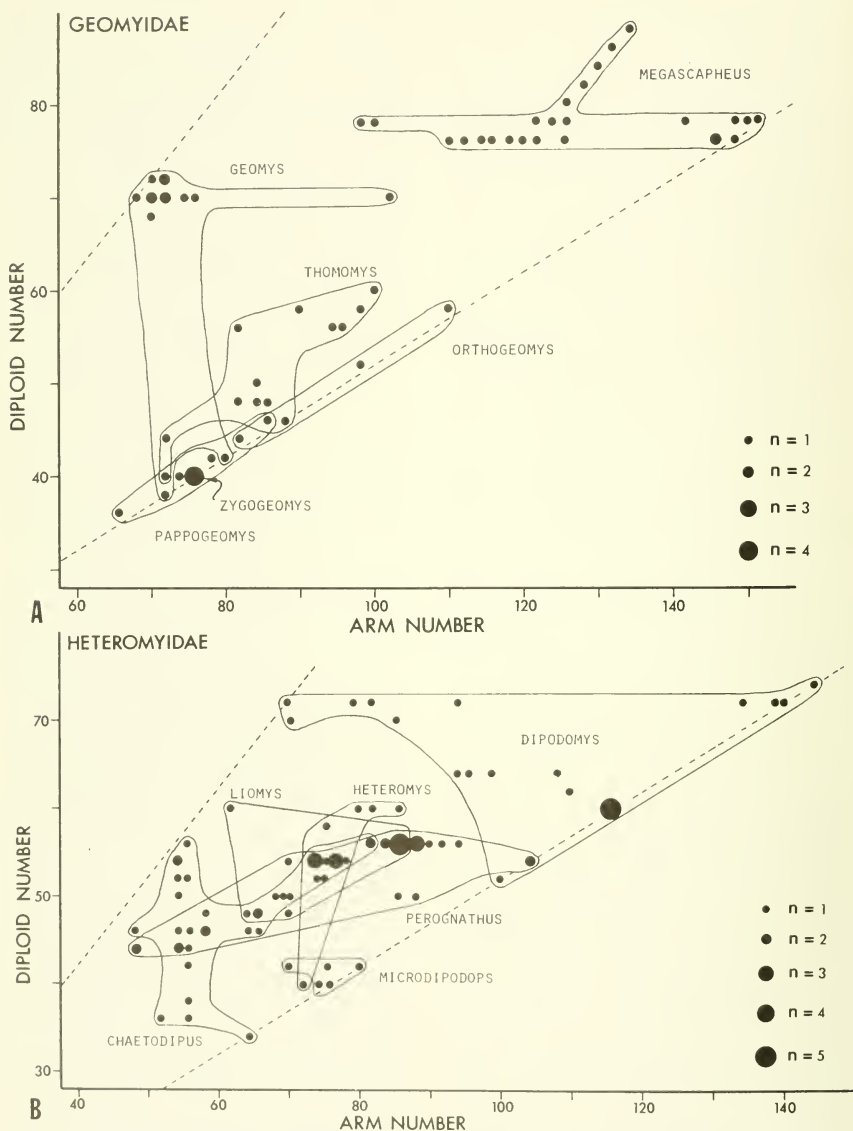 GEOMYIDAE
MEGASCAPHEUS
80
GEOMYS
THOMOMYS
60
ORTHOGEOMYS
DIPLOID NUMBER
n = 1
n = 2
40
ZYGOGEOMYS
n = 3
PAPPOGEOMYS
n = 4
A
60
80
100
120
140
ARM NUMBER
HETEROMYIDAE
70
DIPODOMYS
LIOMYS
HETEROMYS
DIPLOID NUMBER
50
n = 1
PEROGNATHUS
n = 2
MICRODIPODOPS
n = 3
n = 4
CHAETODIPUS
n = 5
30
B
40
60
80
100
120
140
ARM NUMBER